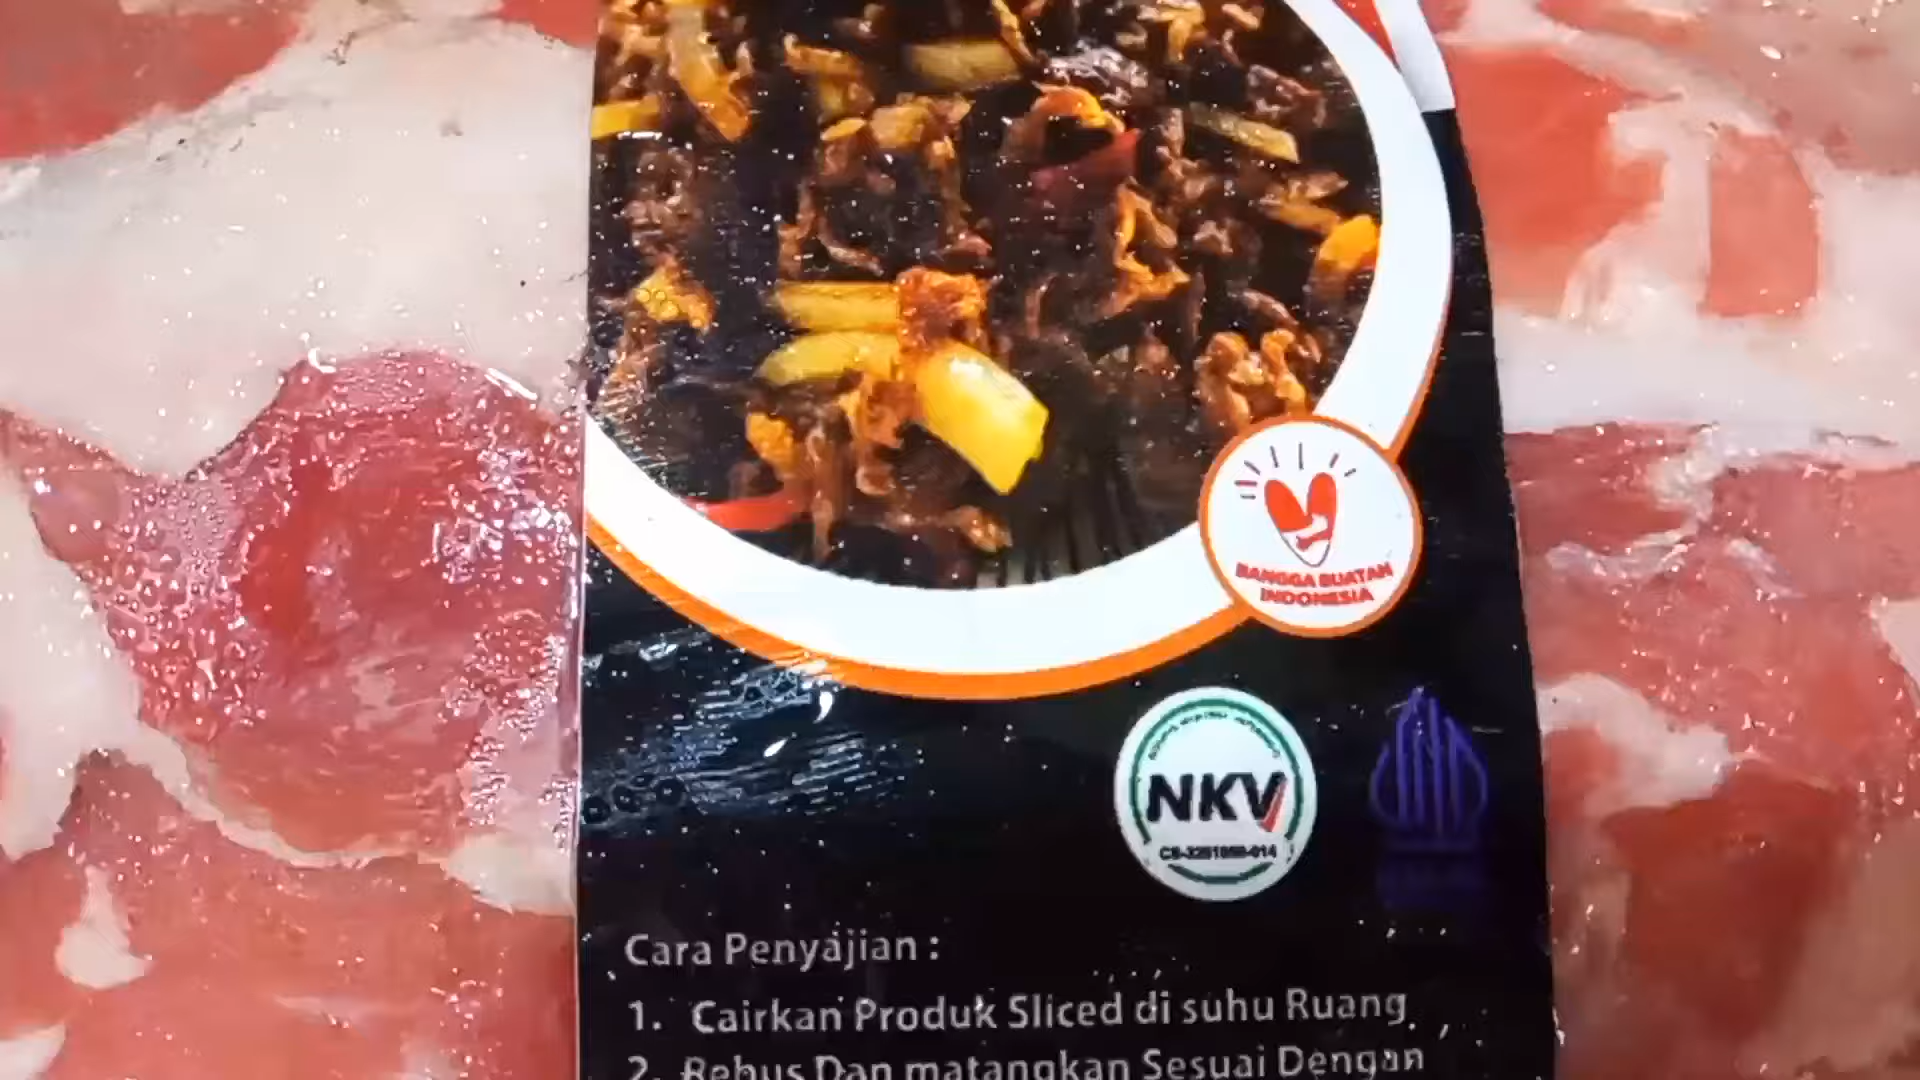 BANGGA BUATAN
INDONESIA
NKV
Cara Penyajian :
1. Cairkan Produk Sliced di suhu Ruang
2. Rebus Dan matangkan Sesuai Dengan